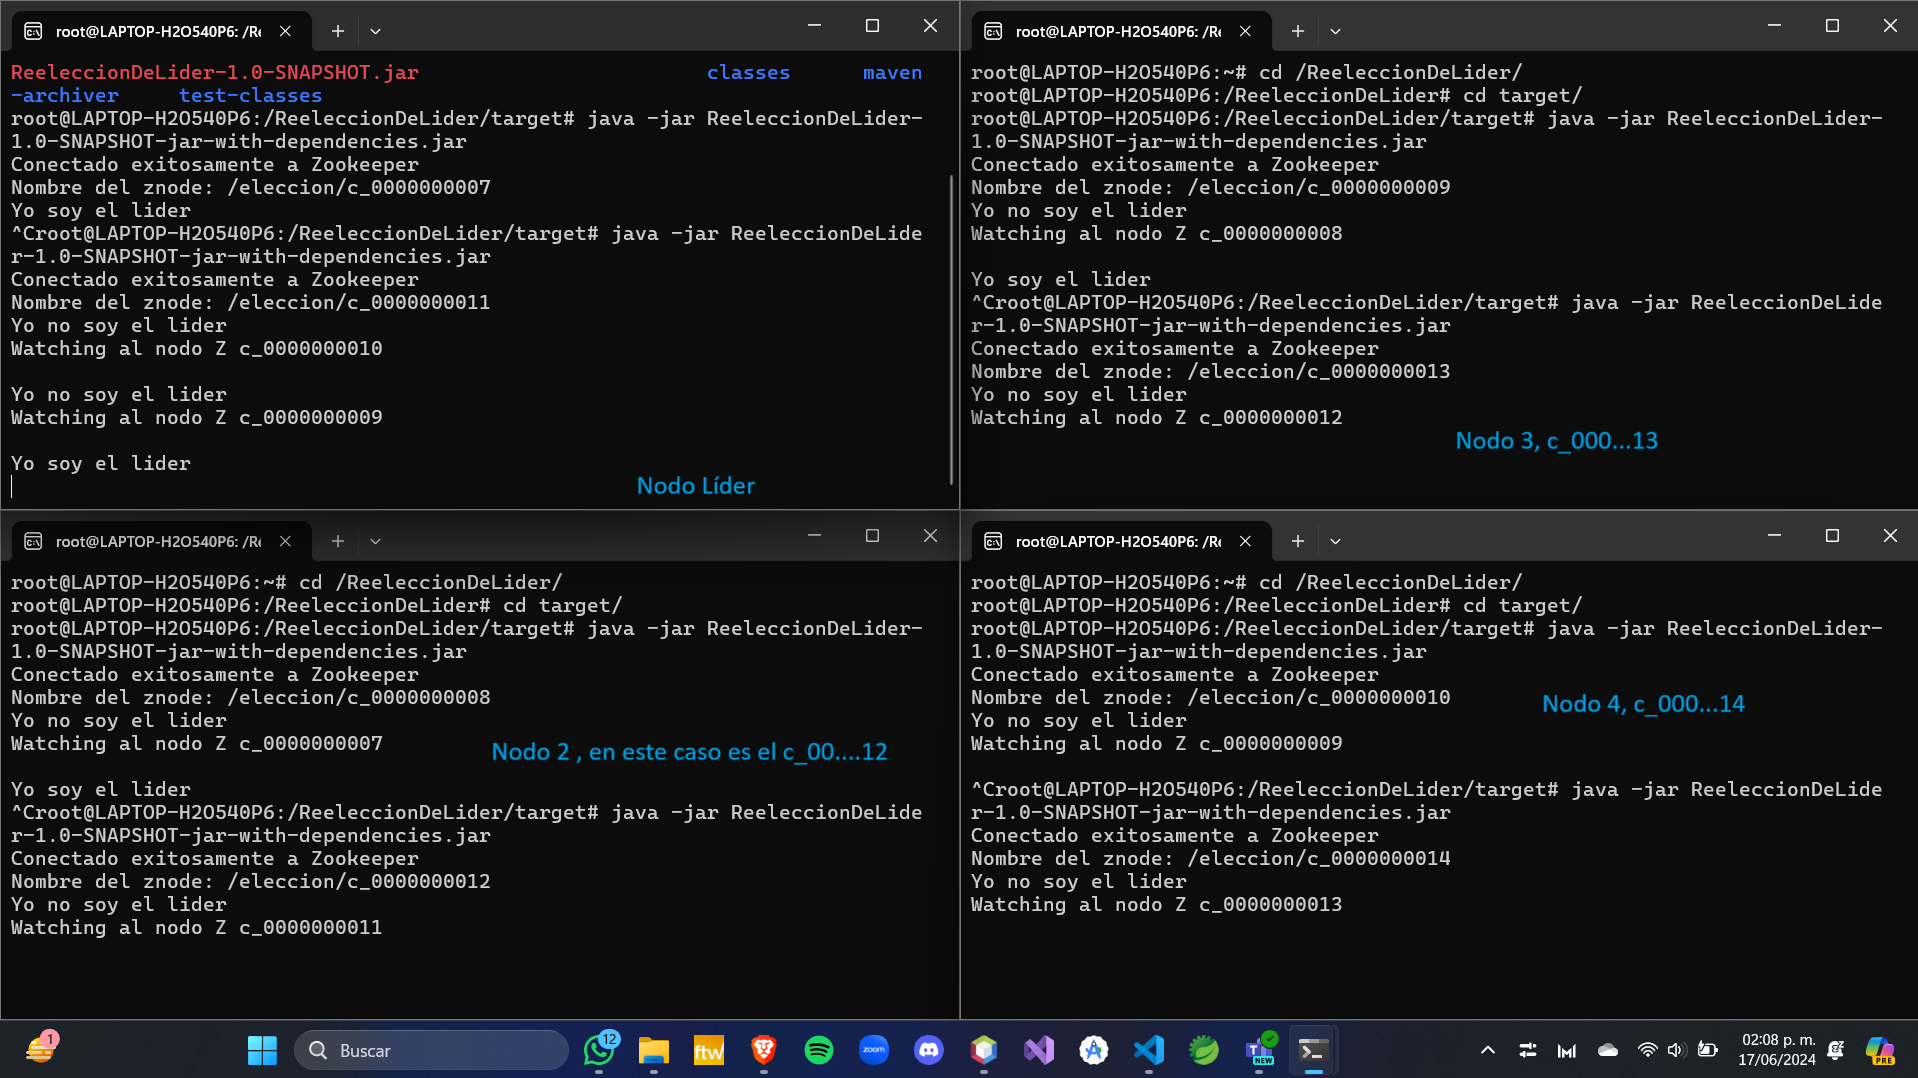 root@LAPTOP-H2O540P6: /Re
ReeleccionDeLider-1.0-SNAPSHOT.jar classes maven
-archiver test-classes
root@LAPTOP-H2O540P6:/ReeleccionDeLider/target# java -jar ReeleccionDeLider-
1.0-SNAPSHOT-jar-with-dependencies.jar
Conectado exitosamente a Zookeeper
Nombre del znode: /eleccion/c_0000000007
Yo soy el lider
^Croot@LAPTOP-H2O540P6:/ReeleccionDeLider/target# java -jar ReeleccionDeLide
r-1.0-SNAPSHOT-jar-with-dependencies.jar
Conectado exitosamente a Zookeeper
Nombre del znode: /eleccion/c_0000000011
Yo no soy el lider
Watching al nodo Z c_0000000010
Yo no soy el lider
Watching al nodo Z c_0000000009
Yo soy el lider
Nodo Líder
root@LAPTOP-H2O540P6: /Re
root@LAPTOP-H2O540P6:~# cd /ReeleccionDeLider/
root@LAPTOP-H2O540P6:/ReeleccionDeLider# cd target/
root@LAPTOP-H2O540P6:/ReeleccionDeLider/target# java -jar ReeleccionDeLider-
1.0-SNAPSHOT-jar-with-dependencies.jar
Conectado exitosamente a Zookeeper
Nombre del znode: /eleccion/c_0000000009
Yo no soy el lider
Watching al nodo Z c_0000000008
Yo soy el lider
^Croot@LAPTOP-H2O540P6:/ReeleccionDeLider/target# java -jar ReeleccionDeLide
r-1.0-SNAPSHOT-jar-with-dependencies.jar
Conectado exitosamente a Zookeeper
Nombre del znode: /eleccion/c_0000000013
Yo no soy el lider
Watching al nodo Z c_0000000012
Nodo 3, c_000...13
root@LAPTOP-H2O540P6: /Re
root@LAPTOP-H2O540P6:~# cd /ReeleccionDeLider/
root@LAPTOP-H2O540P6:/ReeleccionDeLider# cd target/
root@LAPTOP-H2O540P6:/ReeleccionDeLider/target# java -jar ReeleccionDeLider-
1.0-SNAPSHOT-jar-with-dependencies.jar
Conectado exitosamente a Zookeeper
Nombre del znode: /eleccion/c_0000000008
Yo no soy el lider
Watching al nodo Z c_0000000007
Nodo 2 , en este caso es el c_00....12
Yo soy el lider
^Croot@LAPTOP-H2O540P6:/ReeleccionDeLider/target# java -jar ReeleccionDeLide
r-1.0-SNAPSHOT-jar-with-dependencies.jar
Conectado exitosamente a Zookeeper
Nombre del znode: /eleccion/c_0000000012
Yo no soy el lider
Watching al nodo Z c_0000000011
root@LAPTOP-H2O540P6: /Re
root@LAPTOP-H2O540P6:~# cd /ReeleccionDeLider/
root@LAPTOP-H2O540P6:/ReeleccionDeLider# cd target/
root@LAPTOP-H2O540P6:/ReeleccionDeLider/target# java -jar ReeleccionDeLider-
1.0-SNAPSHOT-jar-with-dependencies.jar
Conectado exitosamente a Zookeeper
Nombre del znode: /eleccion/c_0000000010
Nodo 4, c_000...14
Yo no soy el lider
Watching al nodo Z c_0000000009
^Croot@LAPTOP-H2O540P6:/ReeleccionDeLider/target# java -jar ReeleccionDeLide
r-1.0-SNAPSHOT-jar-with-dependencies.jar
Conectado exitosamente a Zookeeper
Nombre del znode: /eleccion/c_0000000014
Yo no soy el lider
Watching al nodo Z c_0000000013
1
Buscar
12
ftw
zoom
NEW
02:08 p. m.
17/06/2024
PRE